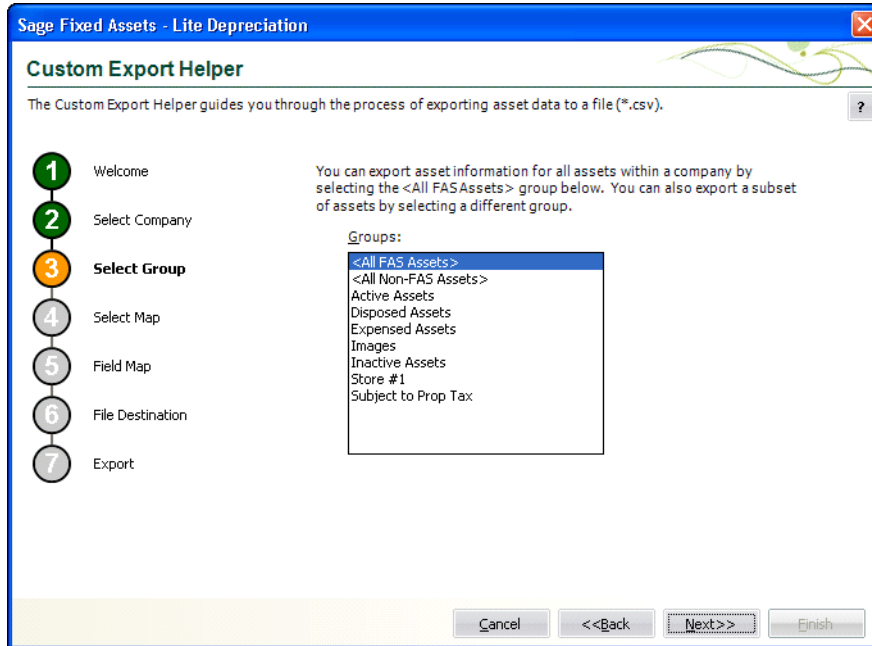 Sage Fixed Assets - Lite Depreciation
Custom Export Helper
The Custom Export Helper guides you through the process of exporting asset data to a file (*.csv).
?
1 Welcome
2 Select Company
3 Select Group
4 Select Map
5 Field Map
6 File Destination
7 Export
You can export asset information for all assets within a company by
selecting the <All FAS Assets> group below. You can also export a subset
of assets by selecting a different group.
Groups:
<All FAS Assets>
<All Non-FAS Assets>
Active Assets
Disposed Assets
Expensed Assets
Images
Inactive Assets
Store #1
Subject to Prop Tax
Cancel <<Back Next>> Finish